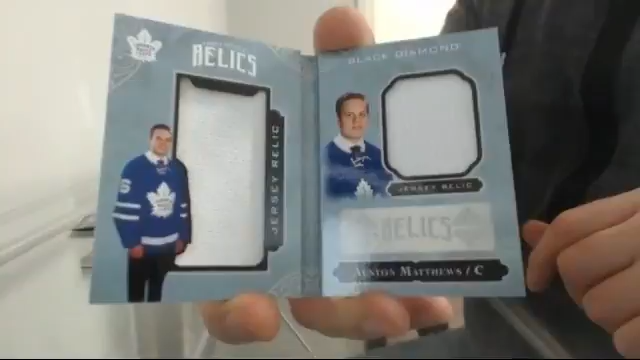 RELICS
JERSEY RELIC
BLACK DIAMOND
JERSEY RELIC
RELICS
AUSTON MATTHEWS / C